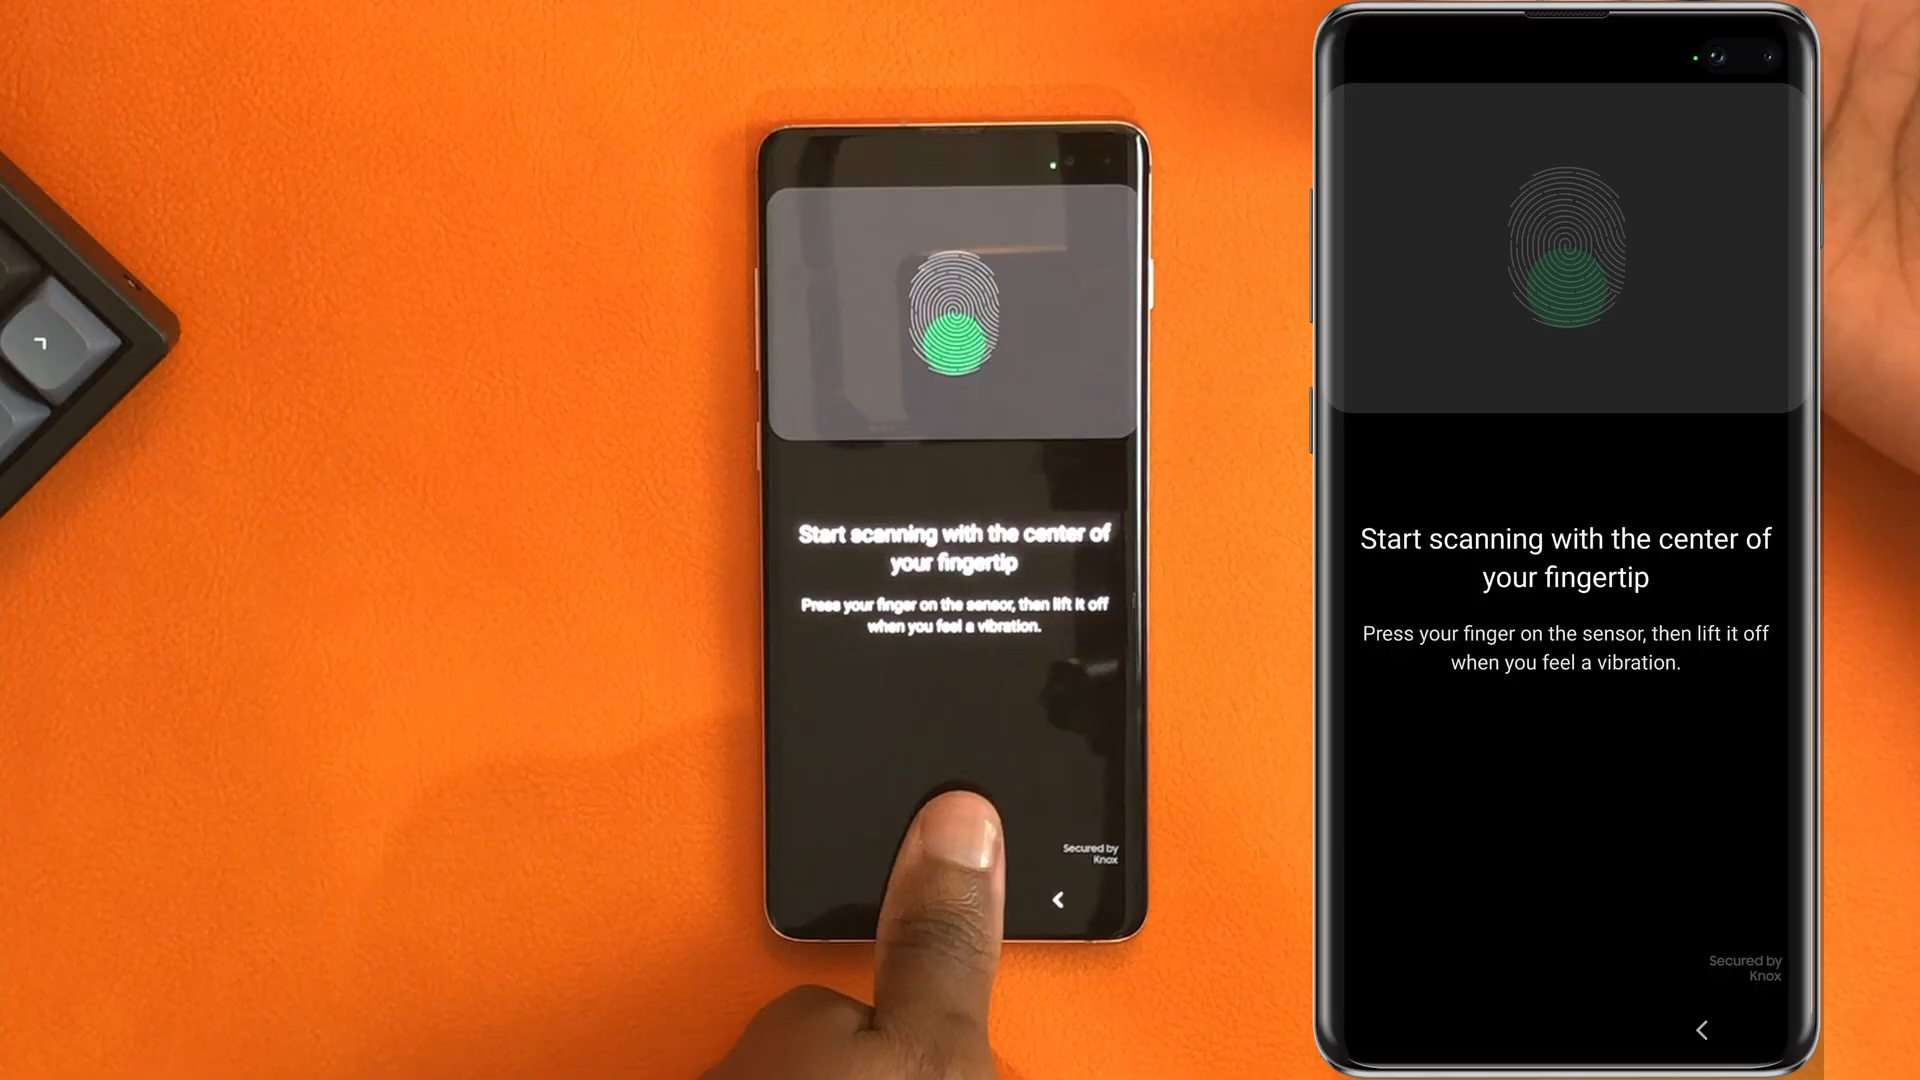 Start scanning with the center of
your fingertip
Press your finger on the sensor, then lift it off
when you feel a vibration.
Secured by
Knox
Start scanning with the center of
your fingertip
Press your finger on the sensor, then lift it off
when you feel a vibration.
Secured by
Knox